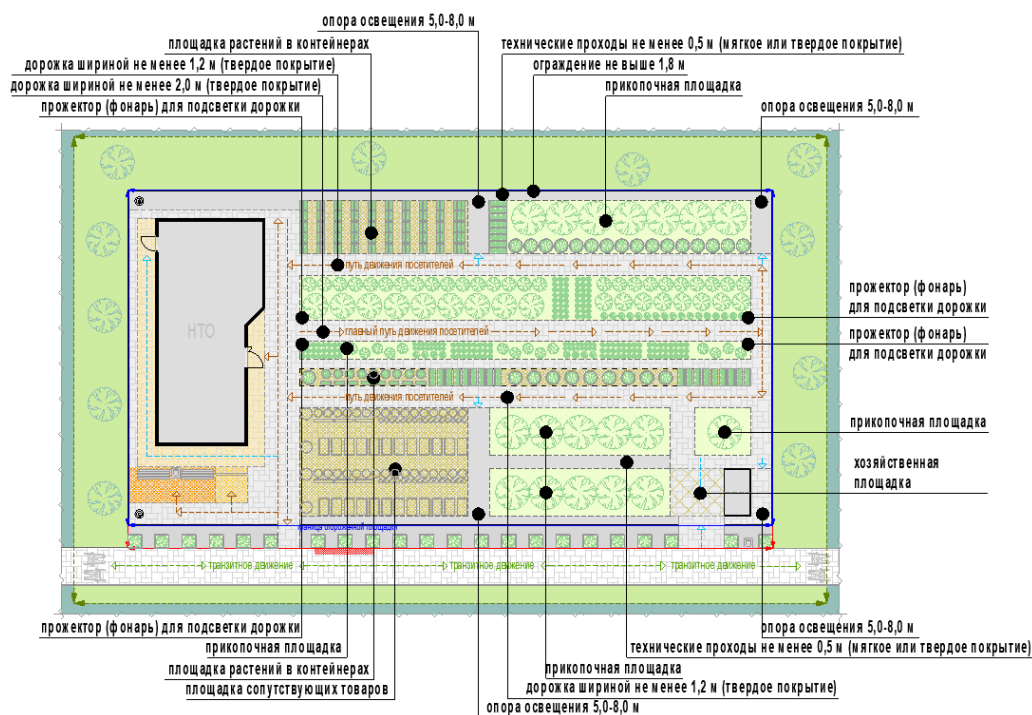 опора освещения 5,0-8,0 м
площадка растений в контейнерах
технические проходы не менее 0,5 м (мягкое или твердое покрытие)
дорожка шириной не менее 1,2 м (твердое покрытие)
ограждение не выше 1,8 м
дорожка шириной не менее 2,0 м (твердое покрытие)
прикопочная площадка
прожектор (фонарь) для подсветки дорожки
опора освещения 5,0-8,0 м
путь движения посетителей
прожектор (фонарь)
для подсветки дорожки
НТО
главный путь движения посетителей
прожектор (фонарь)
для подсветки дорожки
путь движения посетителей
прикопочная площадка
хозяйственная
площадка
граница огороженной площадки
транзитное движение
транзитное движение
транзитное движение
прожектор (фонарь) для подсветки дорожки
опора освещения 5,0-8,0 м
прикопочная площадка
технические проходы не менее 0,5 м (мягкое или твердое покрытие)
площадка растений в контейнерах
прикопочная площадка
площадка сопутствующих товаров
дорожка шириной не менее 1,2 м (твердое покрытие)
опора освещения 5,0-8,0 м